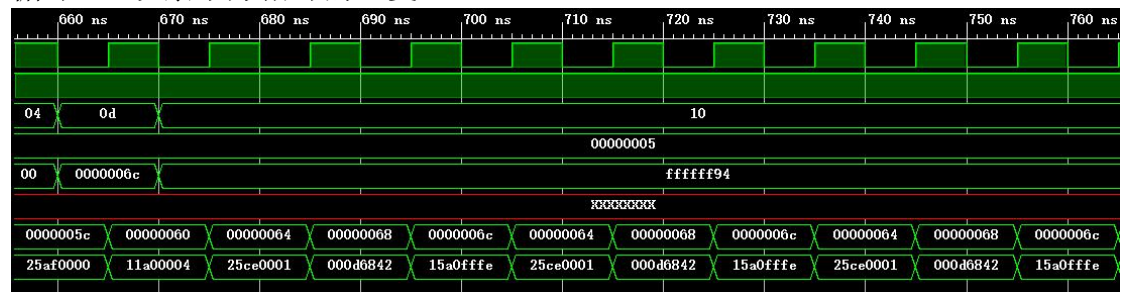 660 ns 670 ns 680 ns 690 ns 700 ns 710 ns 720 ns 730 ns 740 ns 750 ns 760 ns
04 0d 10
00000005
00 0000006c ffffff94
XXXXXXXX
0000005c 00000060 00000064 00000068 0000006c 00000064 00000068 0000006c 00000064 00000068 0000006c
25af0000 11a00004 25ce0001 000d6842 15a0fffe 25ce0001 000d6842 15a0fffe 25ce0001 000d6842 15a0fffe